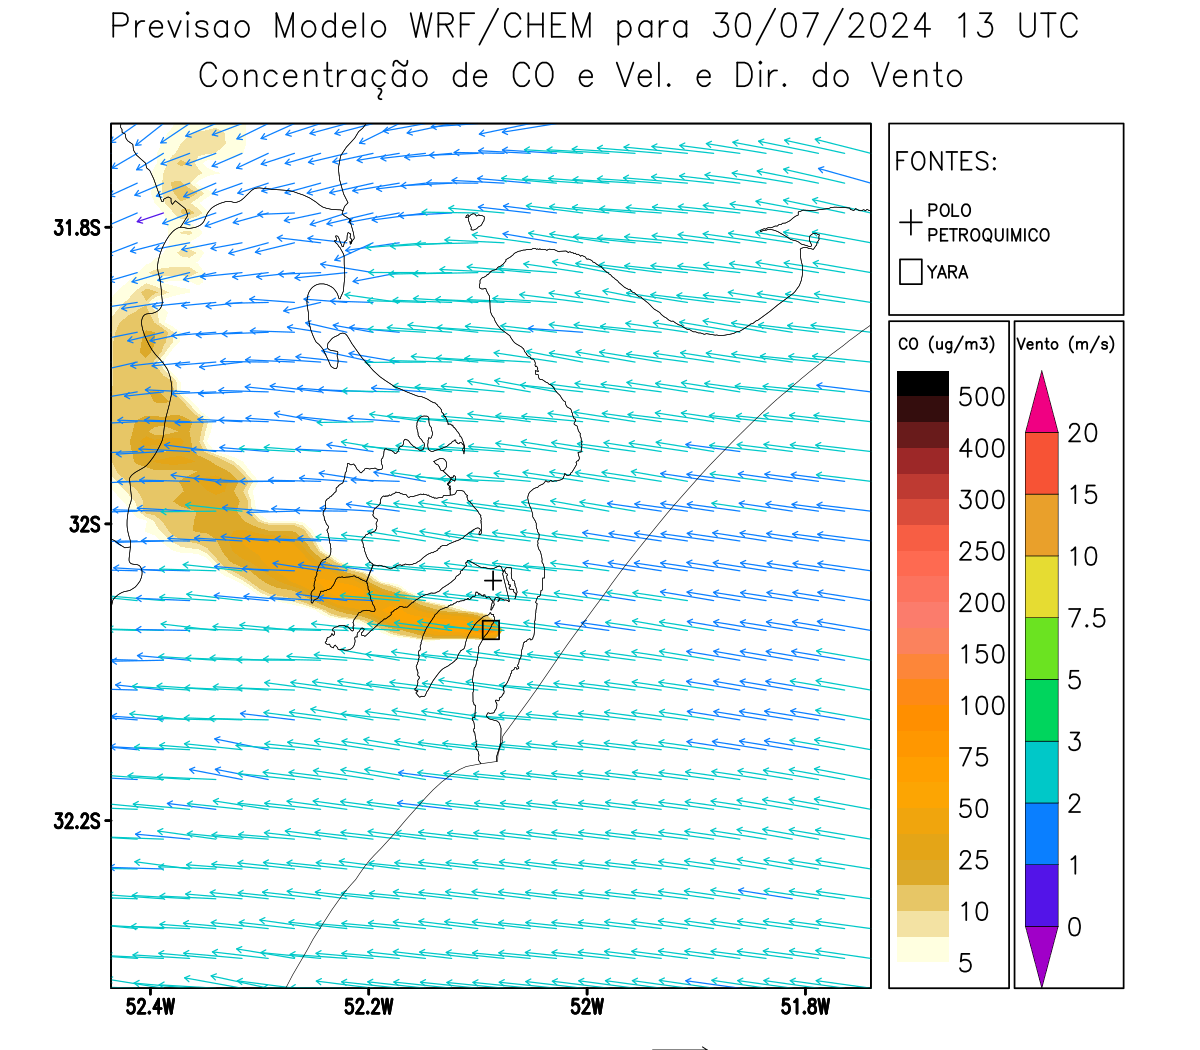 Previsao Modelo WRF/CHEM para 30/07/2024 13 UTC
Concentração de CO e Vel. e Dir. do Vento
FONTES:
POLO
PETROQUIMICO
YARA
CO (ug/m3)
500
400
300
250
200
150
100
75
50
25
10
5
Vento (m/s)
20
15
10
7.5
5
3
2
1
0
31.8S
32S
32.2S
52.4W
52.2W
52W
51.8W